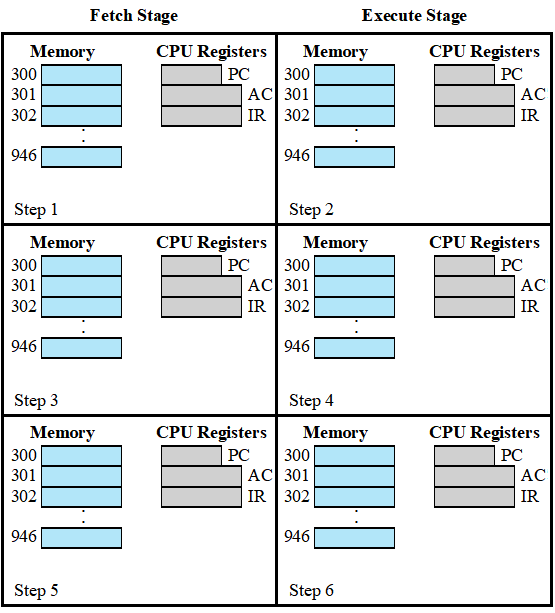 Fetch Stage Execute Stage
Memory CPU Registers Memory CPU Registers
300 PC 300 PC
301 AC 301 AC
302 IR 302 IR
:
:
946 946
Step 1 Step 2
Memory CPU Registers Memory CPU Registers
300 PC 300 PC
301 AC 301 AC
302 IR 302 IR
:
:
946 946
Step 3 Step 4
Memory CPU Registers Memory CPU Registers
300 PC 300 PC
301 AC 301 AC
302 IR 302 IR
:
:
946 946
Step 5 Step 6